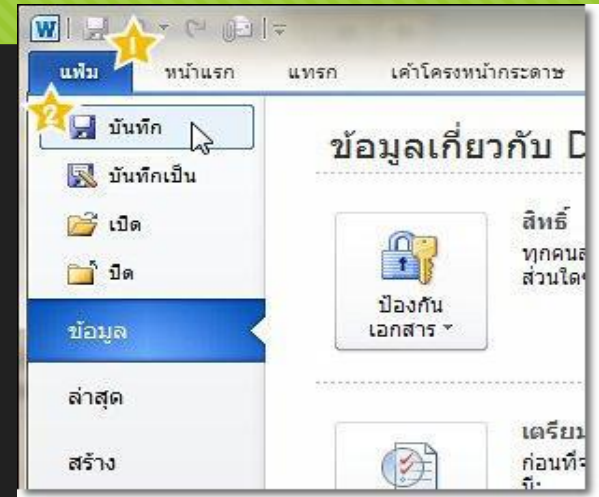 W
1
แฟ้ม หน้าแรก แทรก เค้าโครงหน้ากระดาษ
2
บันทึก
บันทึกเป็น
เปิด
ปิด
ข้อมูล
ล่าสุด
สร้าง
ข้อมูลเกี่ยวกับ D
ป้องกัน
เอกสาร
สิทธิ์
ทุกคนส
ส่วนใด
เตรียม
ก่อนที่
นี้: